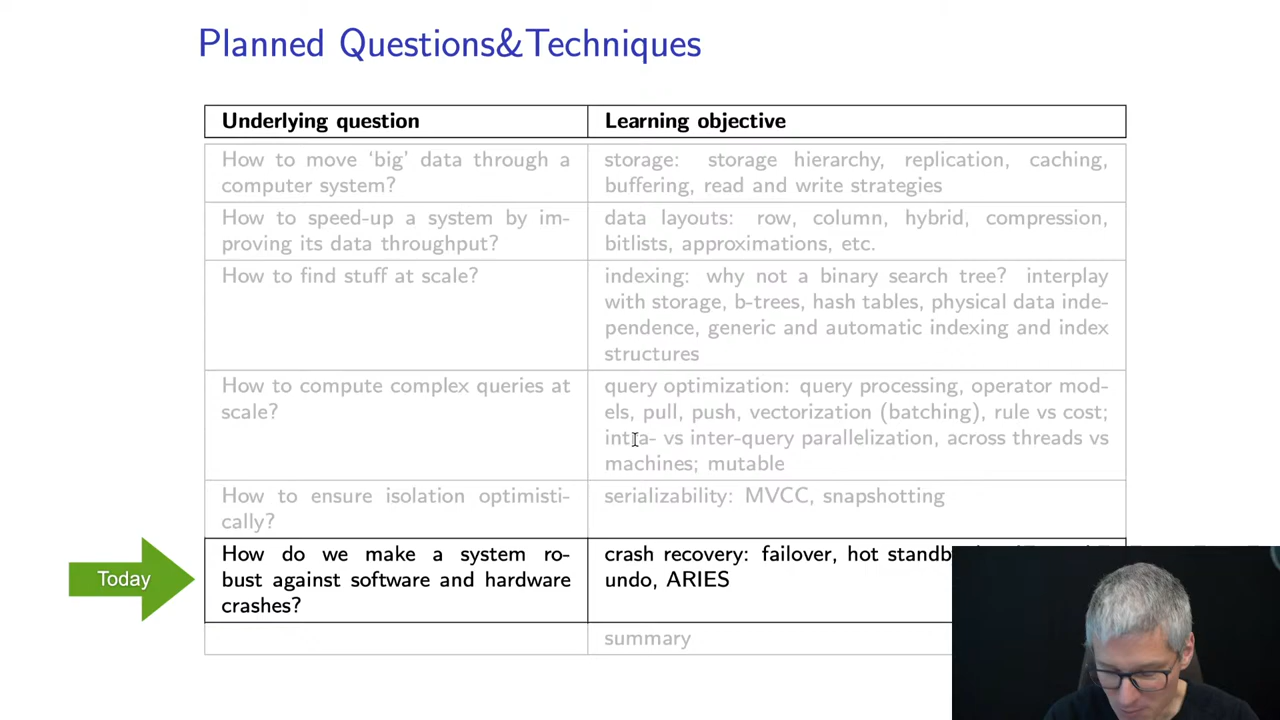 Planned Questions&Techniques
Underlying question
Learning objective
How to move ‘big’ data through a
computer system?
storage: storage hierarchy, replication, caching,
buffering, read and write strategies
How to speed-up a system by im-
proving its data throughput?
data layouts: row, column, hybrid, compression,
bitlists, approximations, etc.
How to find stuff at scale?
indexing: why not a binary search tree? interplay
with storage, b-trees, hash tables, physical data inde-
pendence, generic and automatic indexing and index
structures
How to compute complex queries at
scale?
query optimization: query processing, operator mod-
els, pull, push, vectorization (batching), rule vs cost;
intra- vs inter-query parallelization, across threads vs
machines; mutable
How to ensure isolation optimisti-
cally?
serializability: MVCC, snapshotting
Today
How do we make a system ro-
bust against software and hardware
crashes?
crash recovery: failover, hot
undo, ARIES
summary